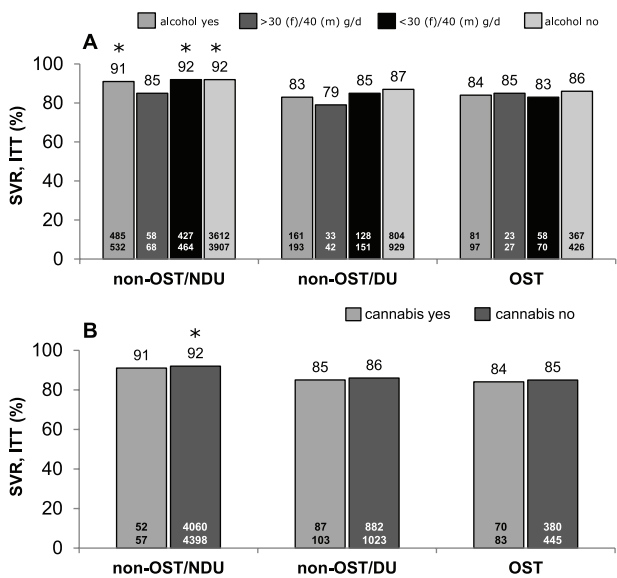 alcohol yes >30 (f)/40 (m) g/d <30 (f)/40 (m) g/d alcohol no
A
* * *
91 85 92 92 83 79 85 87 84 85 83 86
SVR, ITT (%)
100
80
60
40
20
0
485 58 427 3612 161 33 128 804 81 23 58 367
532 68 464 3907 193 42 151 929 97 27 70 426
non-OST/NDU non-OST/DU OST
cannabis yes cannabis no
B
*
91 92 85 86 84 85
SVR, ITT (%)
100
80
60
40
20
0
52 4060 87 882 70 380
57 4398 103 1023 83 445
non-OST/NDU non-OST/DU OST